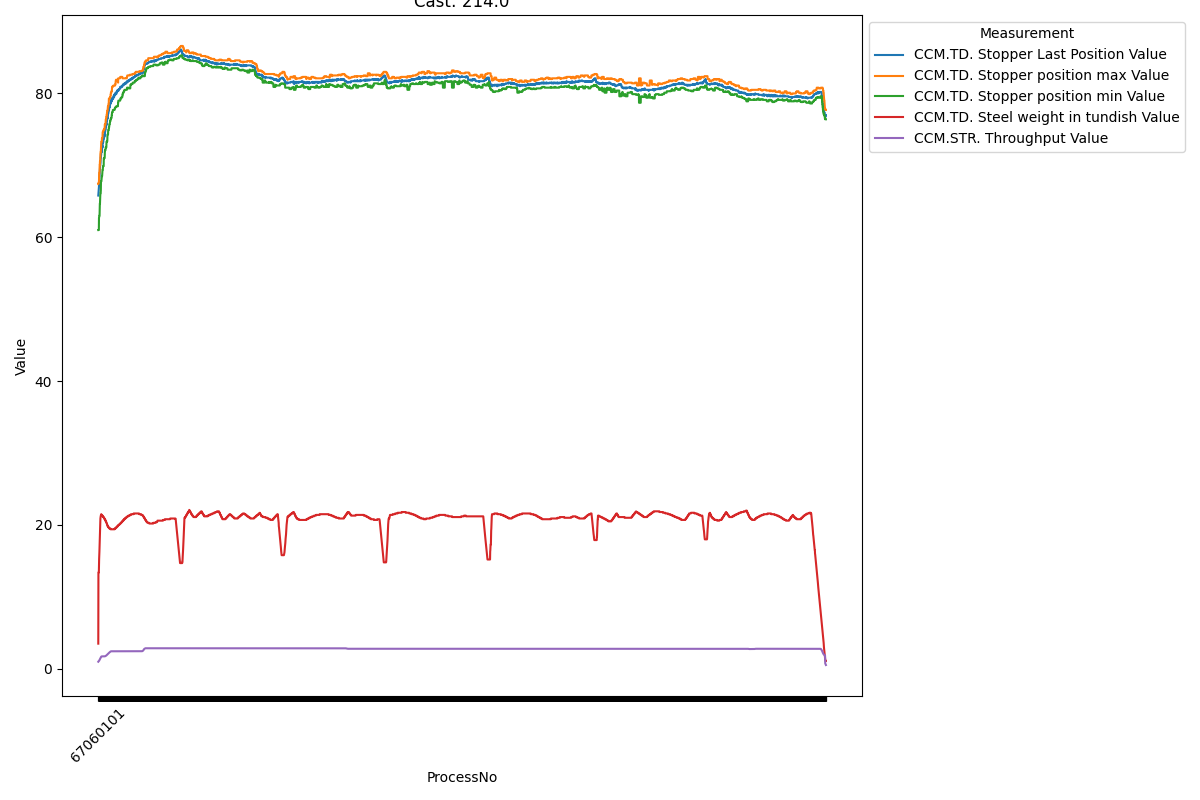 Cast: 214.0
Measurement
CCM.TD. Stopper Last Position Value
CCM.TD. Stopper position max Value
CCM.TD. Stopper position min Value
CCM.TD. Steel weight in tundish Value
CCM.STR. Throughput Value
80
60
40
20
0
Value
67060101
ProcessNo